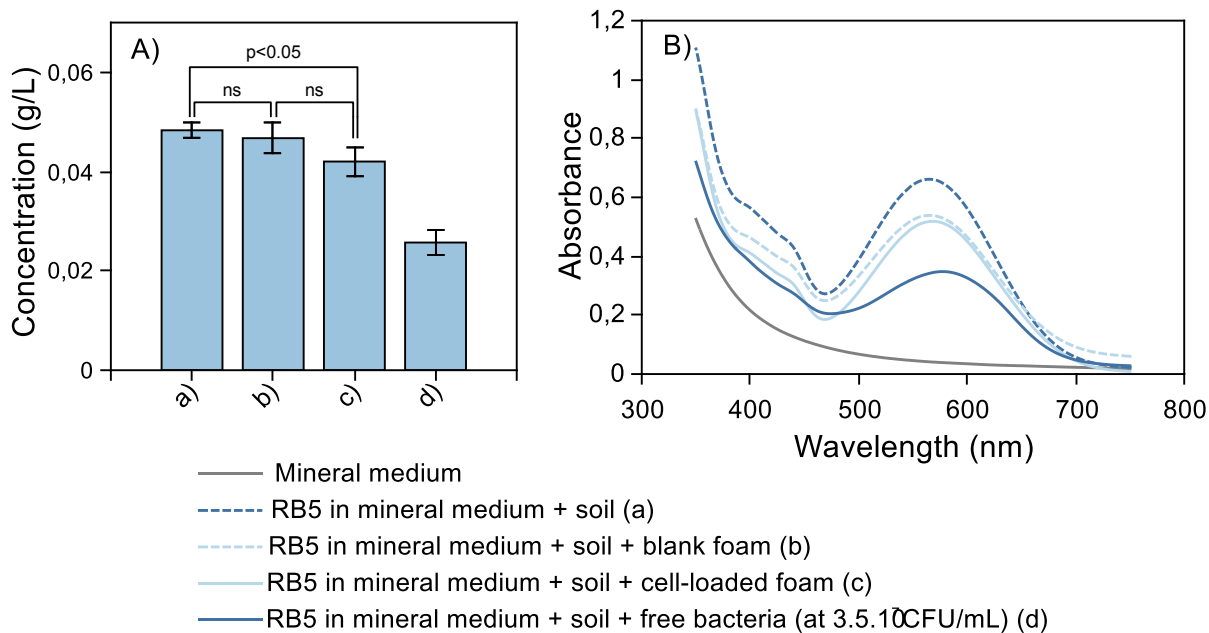 A)
p<0.05
ns
ns
Concentration (g/L)
0,06
0,04
0,02
0
a)
b)
c)
d)
B)
Absorbance
1,2
1
0,8
0,6
0,4
0,2
0
300
400
500
600
700
800
Wavelength (nm)
Mineral medium
RB5 in mineral medium + soil (a)
RB5 in mineral medium + soil + blank foam (b)
RB5 in mineral medium + soil + cell-loaded foam (c)
RB5 in mineral medium + soil + free bacteria (at 3.5.10⁷CFU/mL) (d)